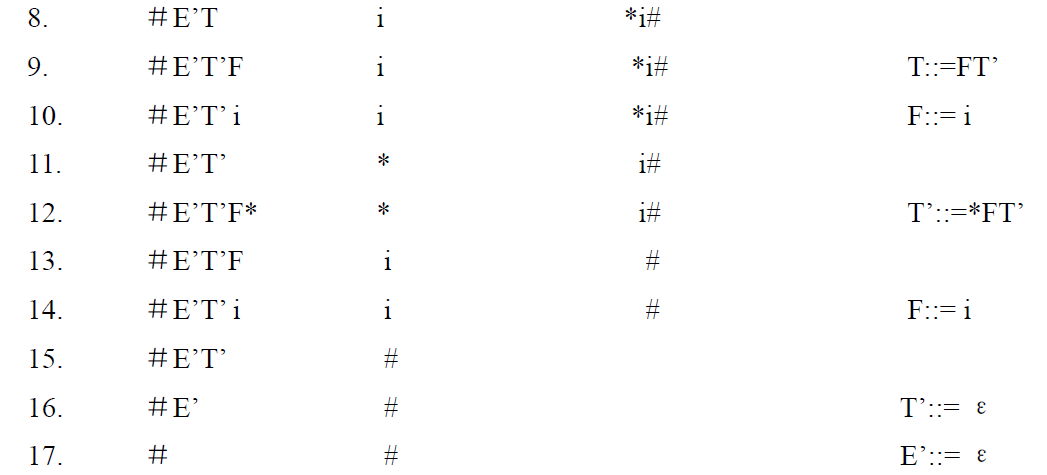 8. #E’T i *i#
9. #E’T’F i *i# T::=FT’
10. #E’T’ i i *i# F::= i
11. #E’T’ * i#
12. #E’T’F* * i# T’::=*FT’
13. #E’T’F i #
14. #E’T’ i i # F::= i
15. #E’T’ #
16. #E’ # T’::= ε
17. # # E’::= ε